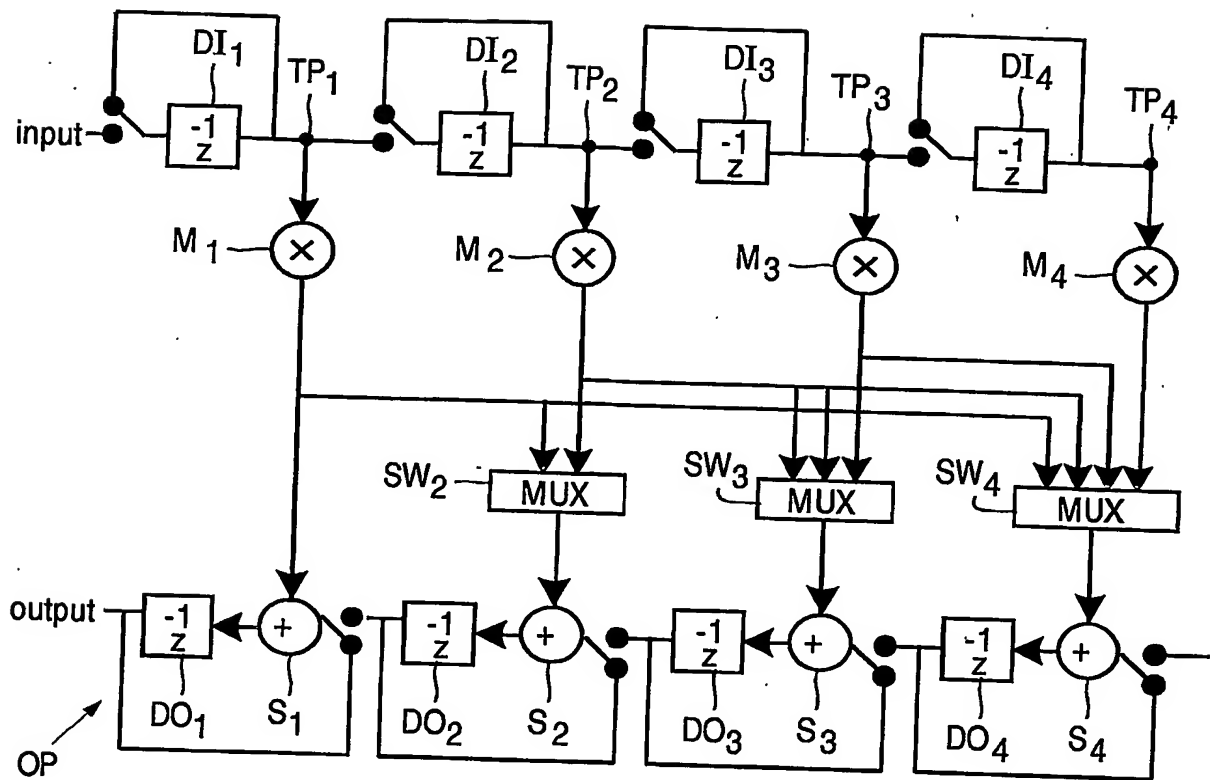 DI1
TP1
DI2
TP2
DI3
TP3
DI4
TP4
input
-1
z
-1
z
-1
z
-1
z
M1
×
M2
×
M3
×
M4
×
SW2
MUX
SW3
MUX
SW4
MUX
output
-1
z
+
-1
z
+
-1
z
+
-1
z
+
DO1
S1
DO2
S2
DO3
S3
DO4
S4
OP